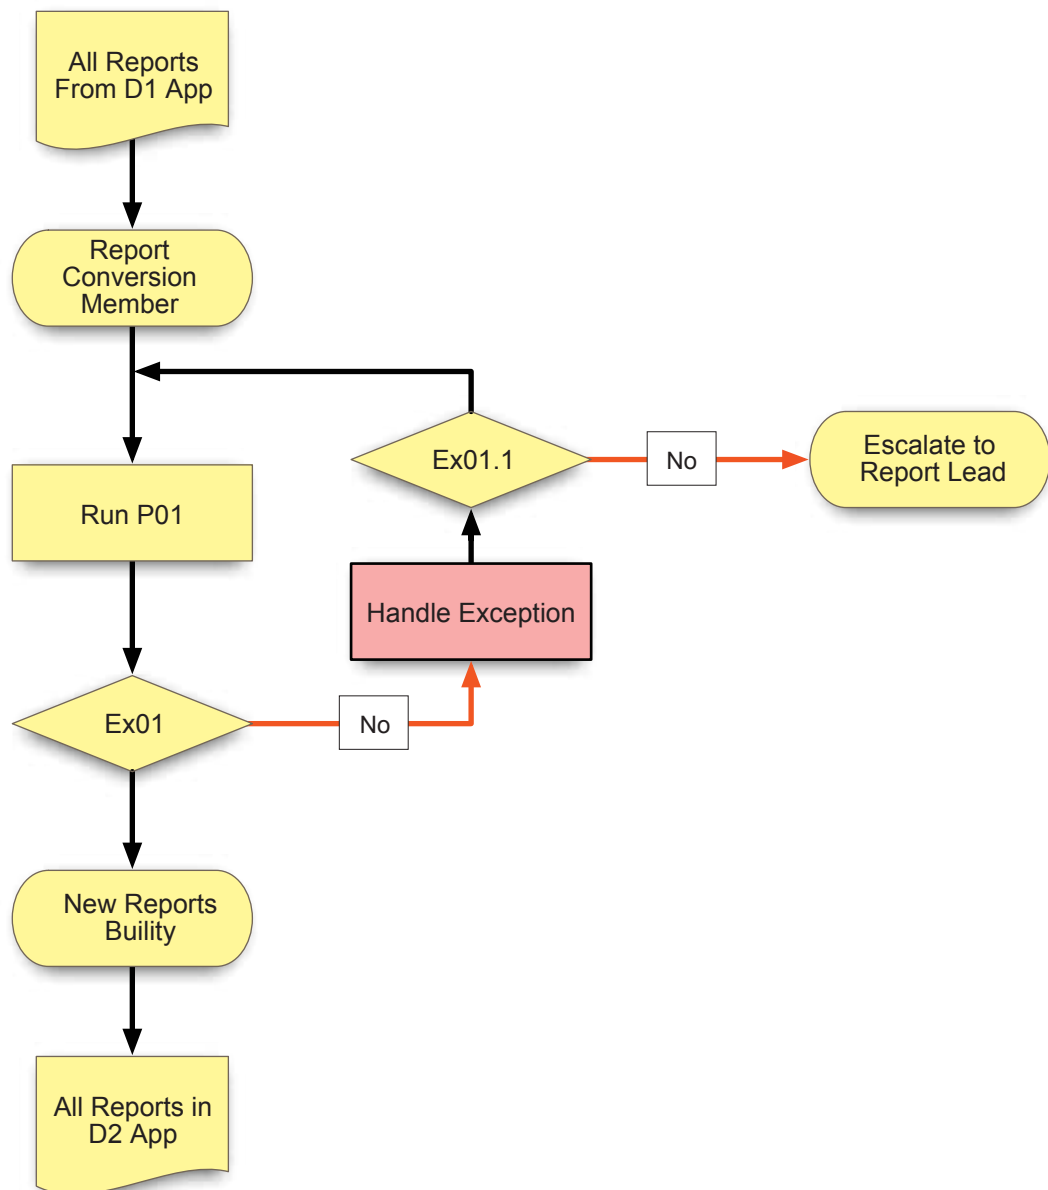 All Reports
From D1 App
Report
Conversion
Member
Ex01.1
No
Escalate to
Report Lead
Run P01
Handle Exception
Ex01
No
New Reports
Buility
All Reports in
D2 App